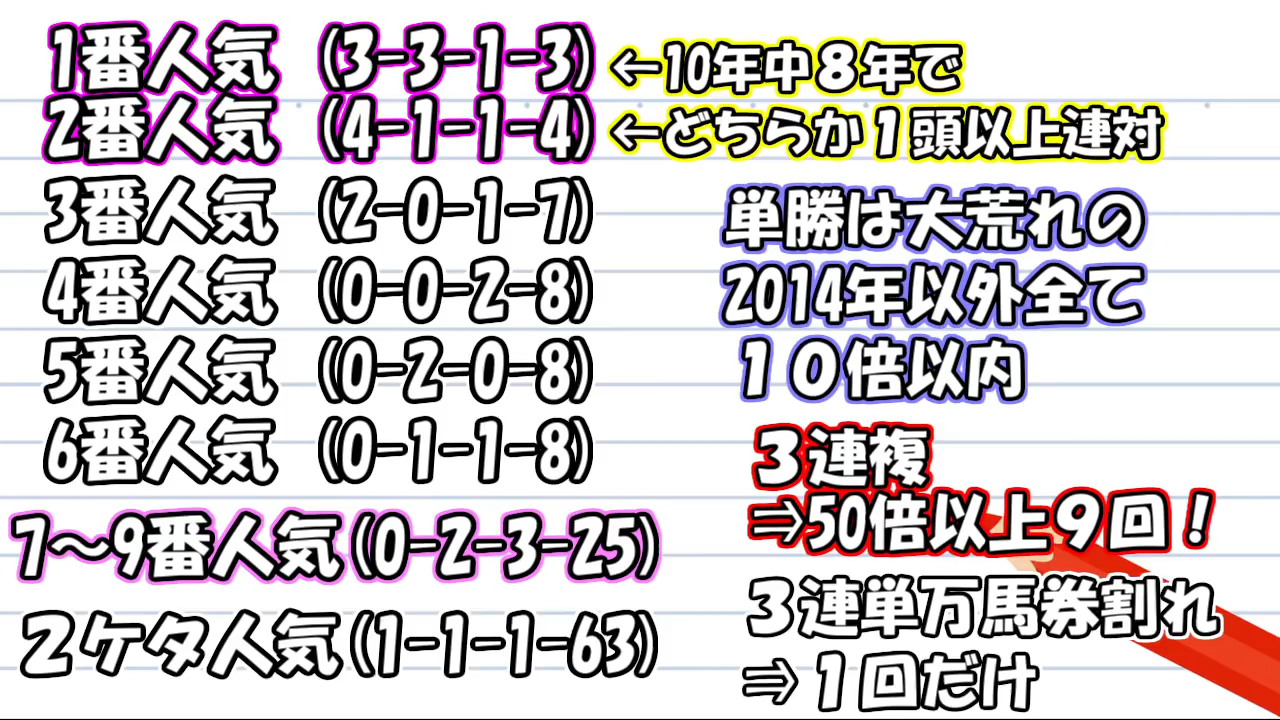 1番人気 (3-3-1-3) ←10年中8年で
2番人気 (4-1-1-4) ←どちらか1頭以上連対
3番人気 (2-0-1-7)
4番人気 (0-0-2-8)
5番人気 (0-2-0-8)
6番人気 (0-1-1-8)
7〜9番人気(0-2-3-25)
2ケタ人気(1-1-1-63)
単勝は大荒れの
2014年以外全て
10倍以内
3連複
⇒50倍以上9回！
3連単万馬券割れ
⇒1回だけ